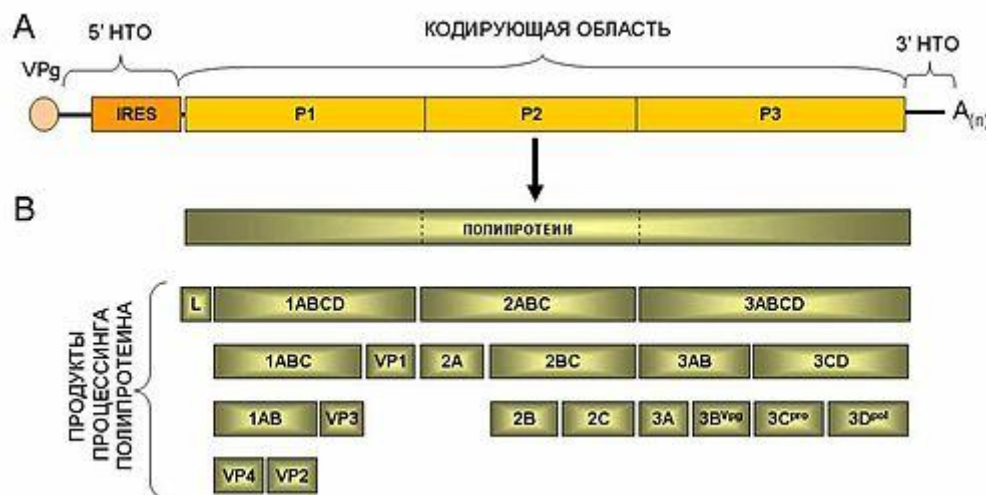 A
5' НТО
КОДИРУЮЩАЯ ОБЛАСТЬ
3' НТО
VPg
IRES
P1
P2
P3
A(n)
B
ПОЛИПРОТЕИН
ПРОДУКТЫ
ПРОЦЕССИНГА
ПОЛИПРОТЕИНА
L
1ABCD
2ABC
3ABCD
1ABC
VP1
2A
2BC
3AB
3CD
1AB
VP3
2B
2C
3A
3BVpg
3Cpro
3Dpol
VP4
VP2